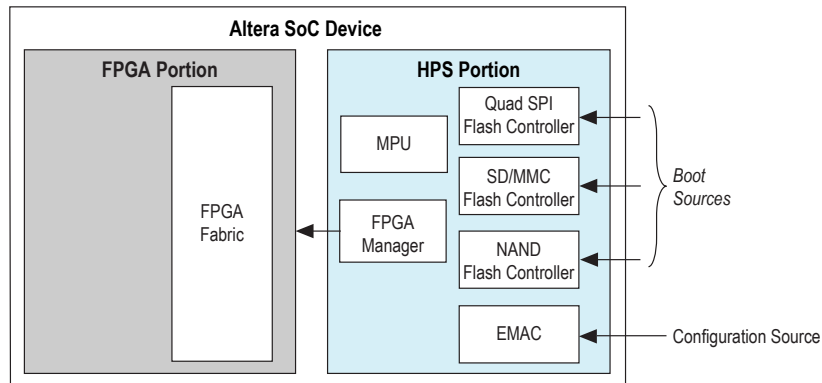 Altera SoC Device
FPGA Portion
HPS Portion
FPGA
Fabric
MPU
FPGA
Manager
Quad SPI
Flash Controller
SD/MMC
Flash Controller
NAND
Flash Controller
EMAC
Boot
Sources
Configuration Source